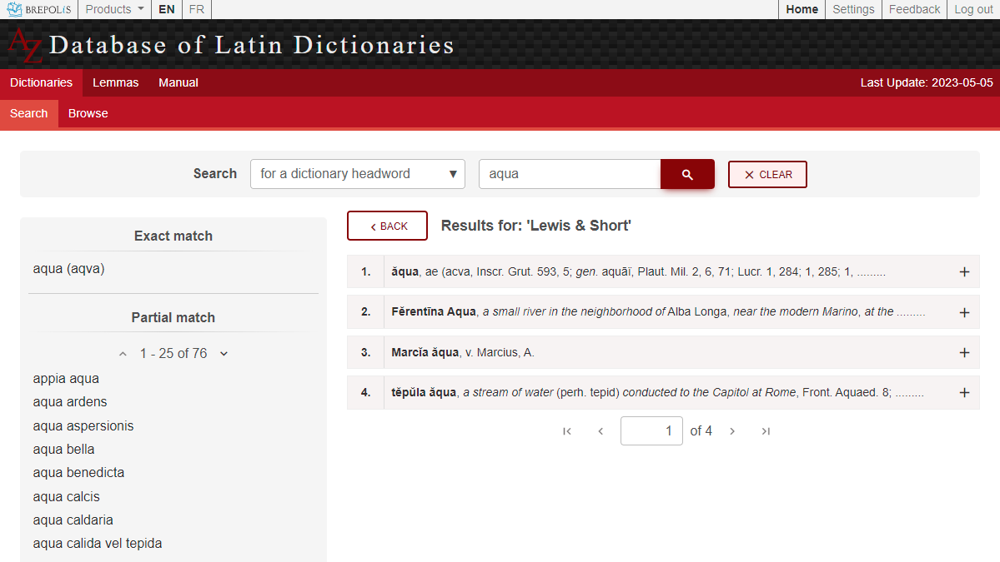 BREPOLiS Products EN FR Home Settings Feedback Log out
AZ Database of Latin Dictionaries
Dictionaries Lemmas Manual Last Update: 2023-05-05
Search Browse
Search for a dictionary headword ▼ aqua CLEAR
Exact match
aqua (aqva)
Partial match
1 - 25 of 76
appia aqua
aqua ardens
aqua aspersionis
aqua bella
aqua benedicta
aqua calcis
aqua caldaria
aqua calida vel tepida
BACK Results for: 'Lewis & Short'
1. ăqua, ae (acva, Inscr. Grut. 593, 5; gen. aquāï, Plaut. Mil. 2, 6, 71; Lucr. 1, 284; 1, 285; 1, ......... +
2. Fĕrentīna Aqua, a small river in the neighborhood of Alba Longa, near the modern Marino, at the ......... +
3. Marcĭa ăqua, v. Marcius, A. +
4. tĕpŭla ăqua, a stream of water (perh. tepid) conducted to the Capitol at Rome, Front. Aquaed. 8; ......... +
1 of 4